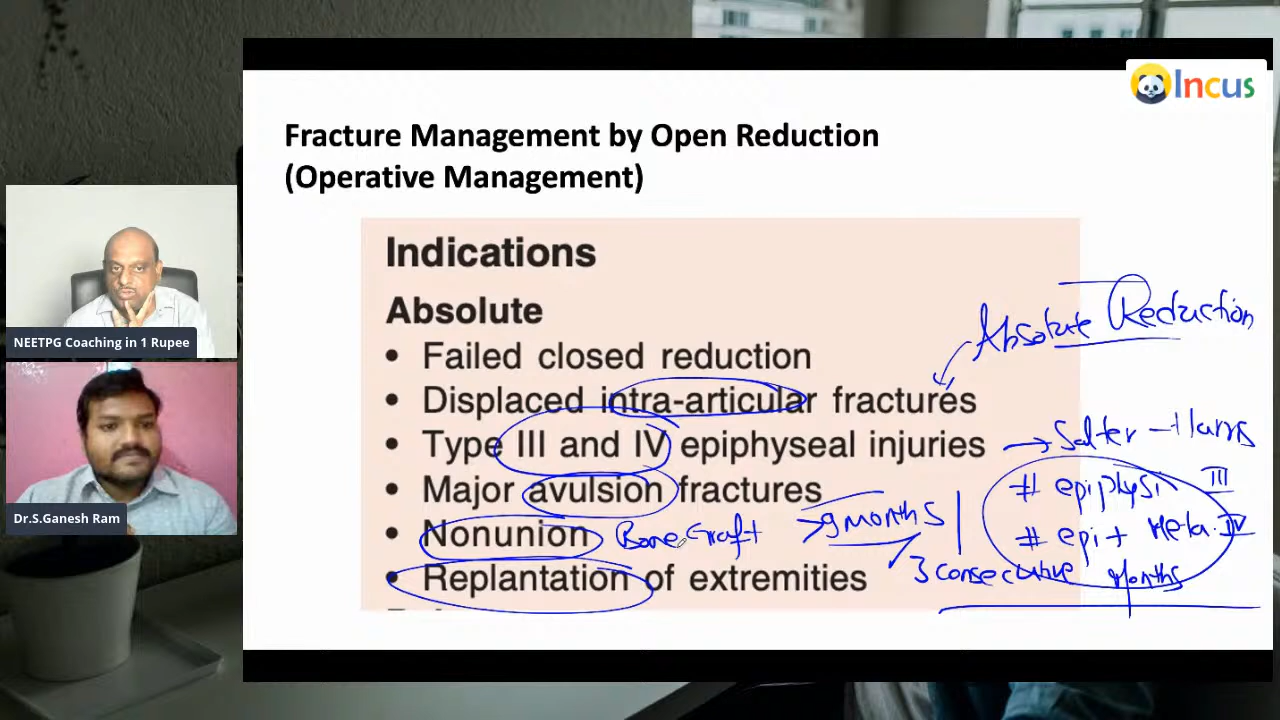 Incus
Fracture Management by Open Reduction
(Operative Management)
Indications
Absolute
• Failed closed reduction
• Displaced intra-articular fractures
• Type III and IV epiphyseal injuries
• Major avulsion fractures
• Nonunion
• Replantation of extremities
Absolute Reduction
→ Salter - Harris
# epiphysi III
# epi + Meta. IV
Bone Graft
>9 months
3 consecutive Months
NEETPG Coaching in 1 Rupee
Dr.S.Ganesh Ram